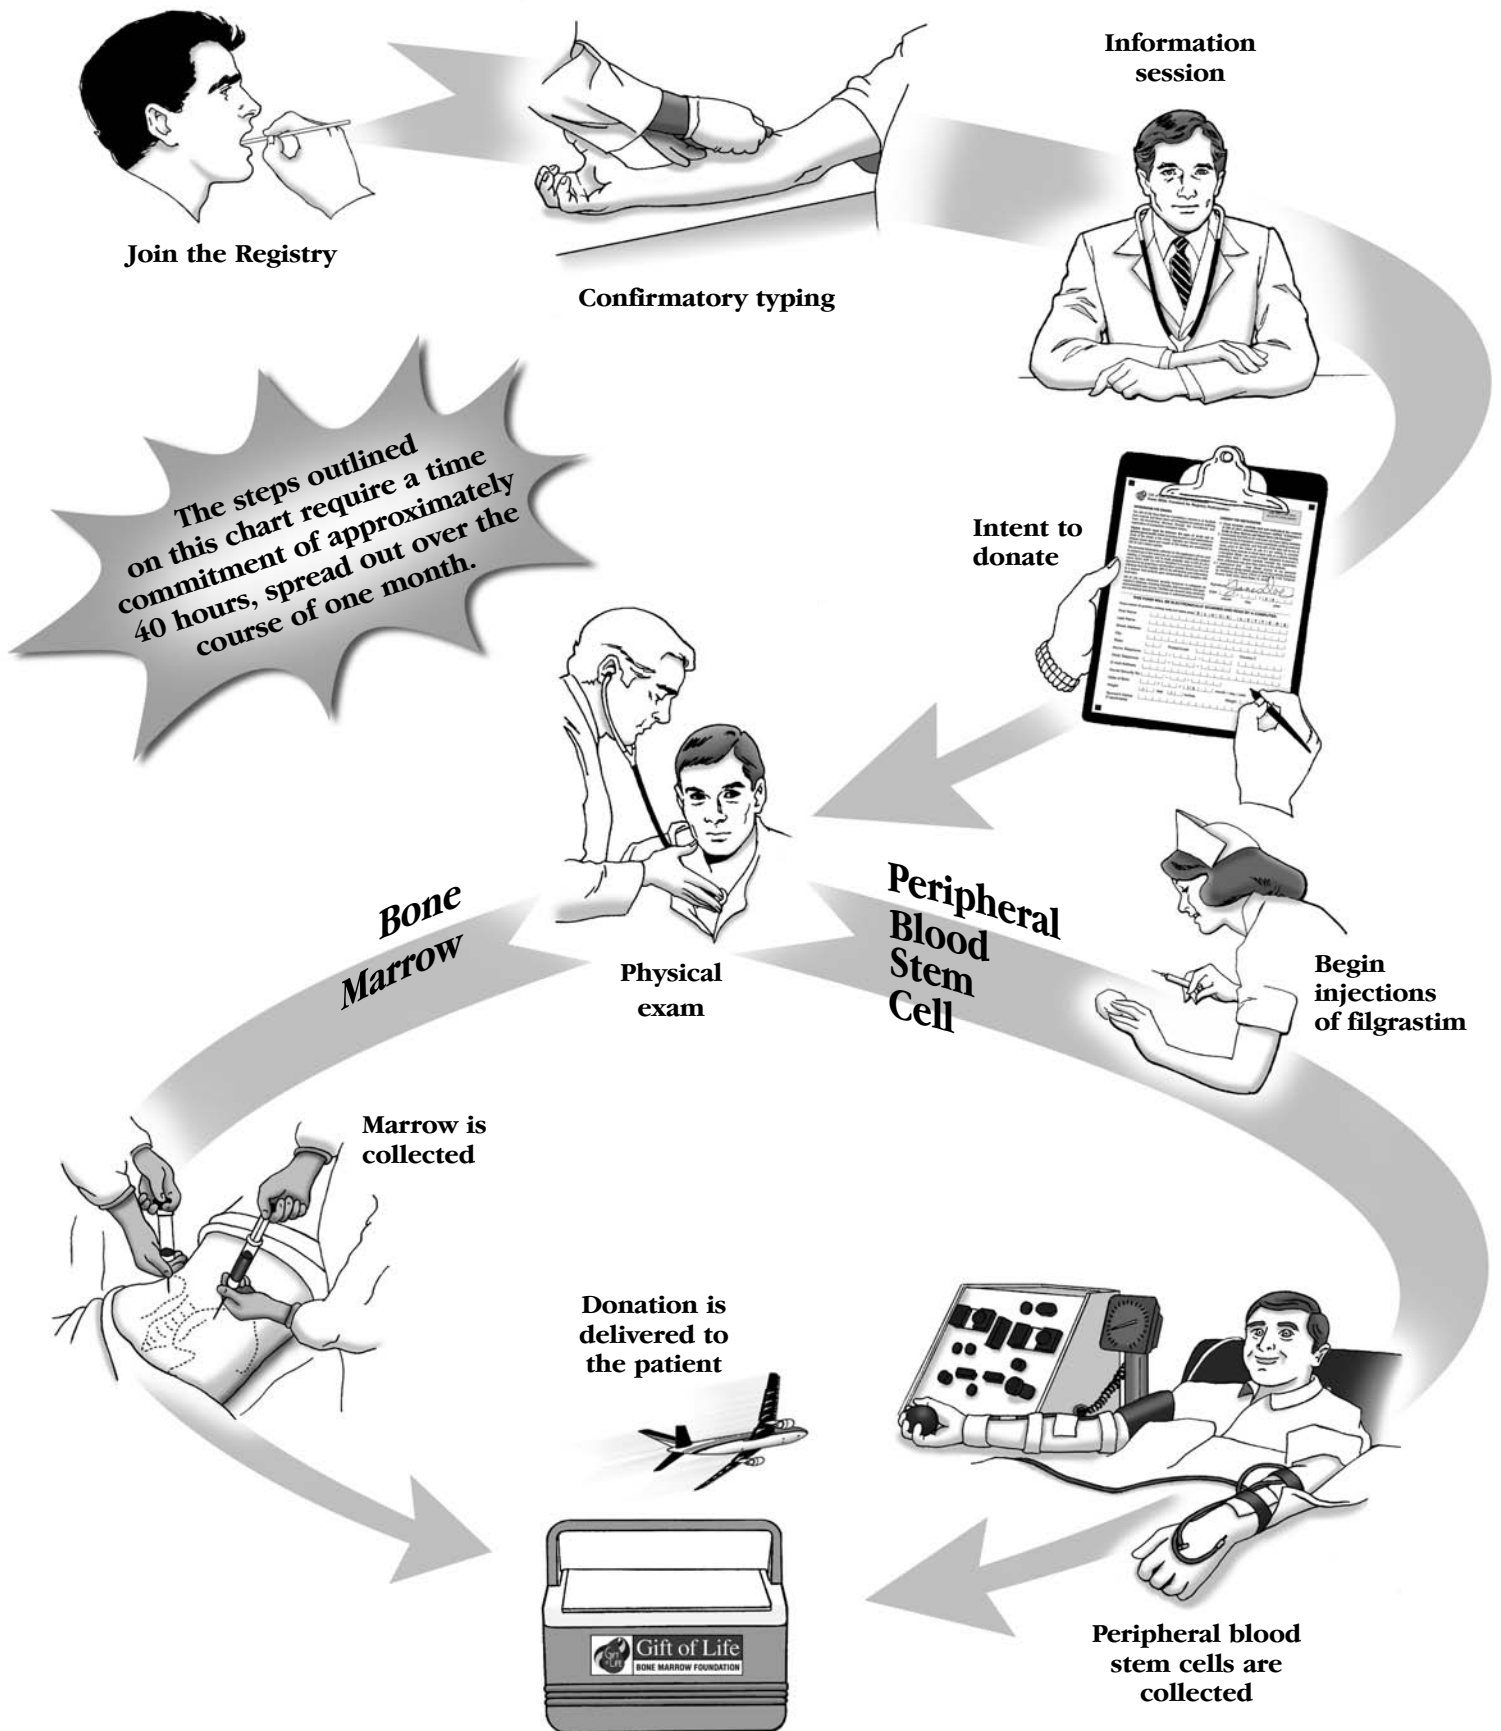 Join the Registry
Confirmatory typing
Information
session
The steps outlined
on this chart require a time
commitment of approximately
40 hours, spread out over the
course of one month.
Intent to
donate
Physical
exam
Bone
Marrow
Peripheral
Blood
Stem
Cell
Begin
injections
of filgrastim
Marrow is
collected
Donation is
delivered to
the patient
Gift of Life
BONE MARROW FOUNDATION
Peripheral blood
stem cells are
collected